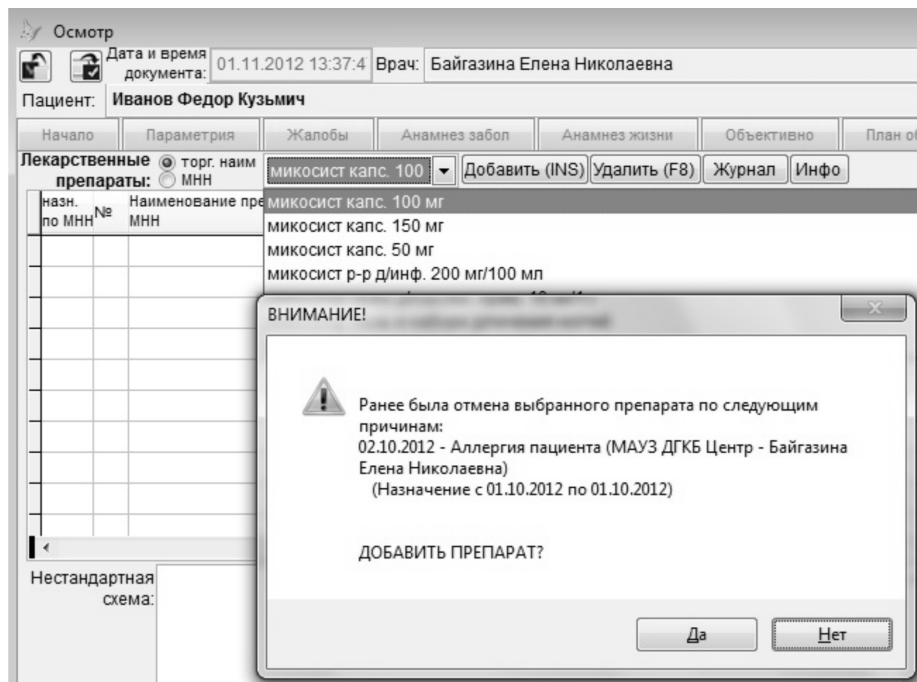 Осмотр
Дата и время
документа:
01.11.2012 13:37:4
Врач:
Байгазина Елена Николаевна
Пациент:
Иванов Федор Кузьмич
Начало
Параметрия
Жалобы
Анамнез забол
Анамнез жизни
Объективно
План об
Лекарственные
препараты:
торг. наим
МНН
микосист капс. 100
Добавить (INS)
Удалить (F8)
Журнал
Инфо
назн.
по МНН
№
Наименование пре
МНН
микосист капс. 100 мг
микосист капс. 150 мг
микосист капс. 50 мг
микосист р-р д/инф. 200 мг/100 мл
ВНИМАНИЕ!
Ранее была отмена выбранного препарата по следующим
причинам:
02.10.2012 - Аллергия пациента (МАУЗ ДГКБ Центр - Байгазина
Елена Николаевна)
(Назначение с 01.10.2012 по 01.10.2012)
ДОБАВИТЬ ПРЕПАРАТ?
Да
Нет
Нестандартная
схема: